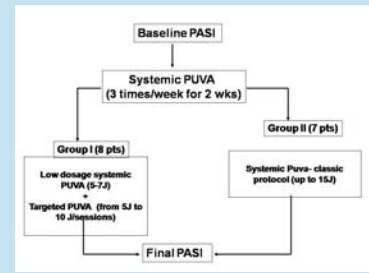 Baseline PASI
Systemic PUVA
(3 times/week for 2 wks)
Group I (8 pts)
Low dosage systemic
PUVA (5-7J)
+
Targeted PUVA (from 5J to
10 J/sessions)
Group II (7 pts)
Systemic Puva- classic
protocol (up to 15J)
Final PASI